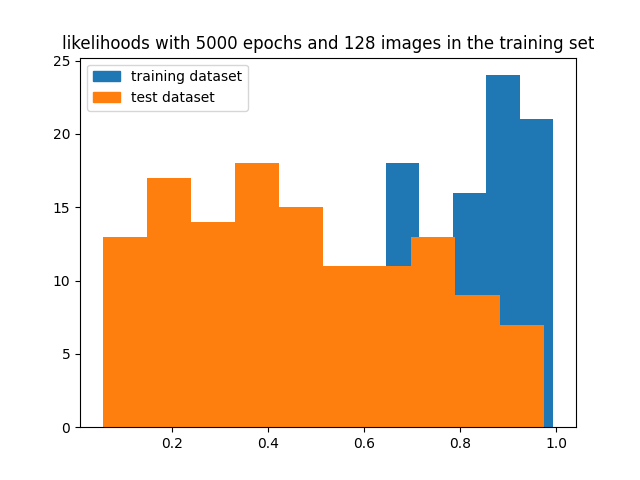 likelihoods with 5000 epochs and 128 images in the training set
training dataset
test dataset
25
20
15
10
5
0
0.2 0.4 0.6 0.8 1.0